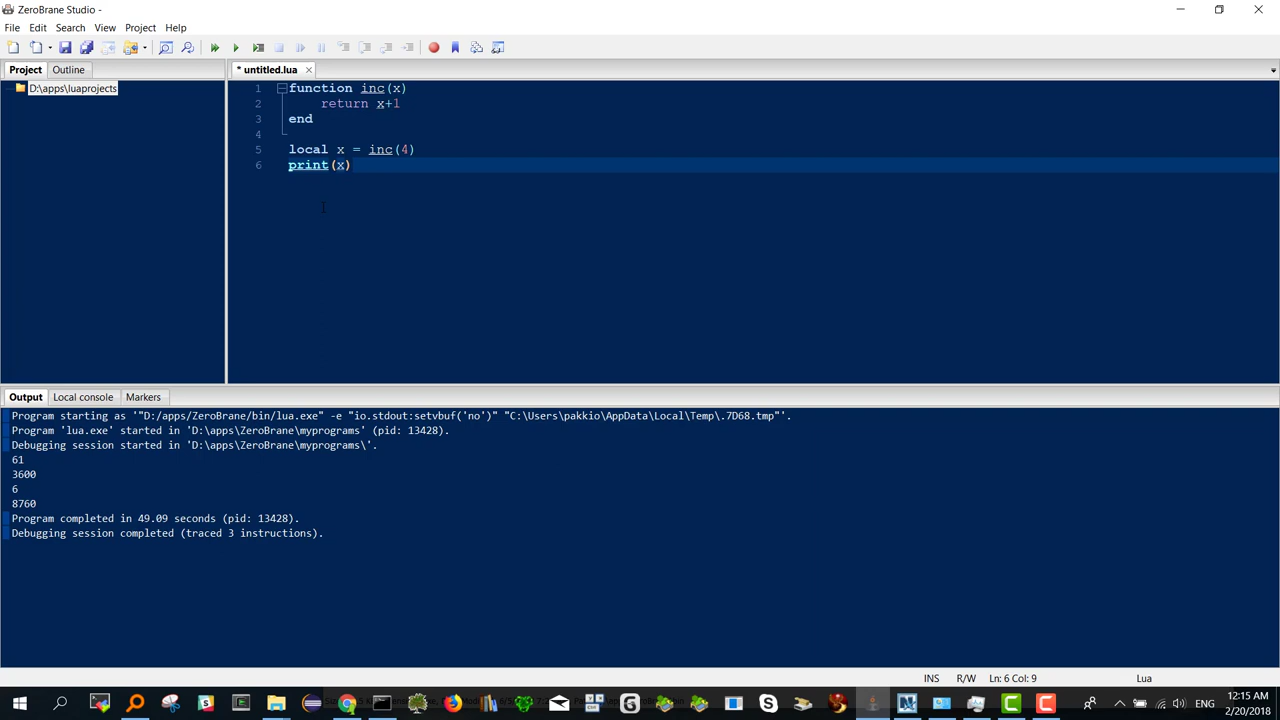 ZeroBrane Studio -
File Edit Search View Project Help
Project Outline
* untitled.lua
D:\apps\luaprojects
1 function inc(x)
2 return x+1
3 end
4
5 local x = inc(4)
6 print(x)
Output Local console Markers
Program starting as '"D:/apps/ZeroBrane/bin/lua.exe" -e "io.stdout:setvbuf('no')" "C:\Users\pakkio\AppData\Local\Temp\.7D68.tmp"'.
Program 'lua.exe' started in 'D:\apps\ZeroBrane\myprograms' (pid: 13428).
Debugging session started in 'D:\apps\ZeroBrane\myprograms\'.
61
3600
6
8760
Program completed in 49.09 seconds (pid: 13428).
Debugging session completed (traced 3 instructions).
INS R/W Ln: 6 Col: 9 Lua
ENG
12:15 AM
2/20/2018